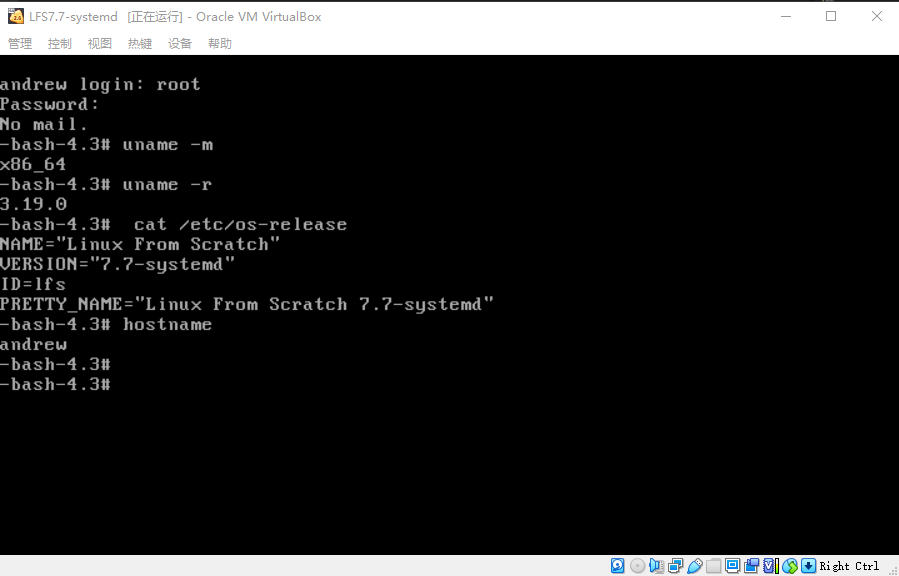 LFS7.7-systemd [正在运行] - Oracle VM VirtualBox
管理 控制 视图 热键 设备 帮助
andrew login: root
Password:
No mail.
-bash-4.3# uname -m
x86_64
-bash-4.3# uname -r
3.19.0
-bash-4.3#  cat /etc/os-release
NAME="Linux From Scratch"
VERSION="7.7-systemd"
ID=lfs
PRETTY_NAME="Linux From Scratch 7.7-systemd"
-bash-4.3# hostname
andrew
-bash-4.3#
-bash-4.3#
Right Ctrl